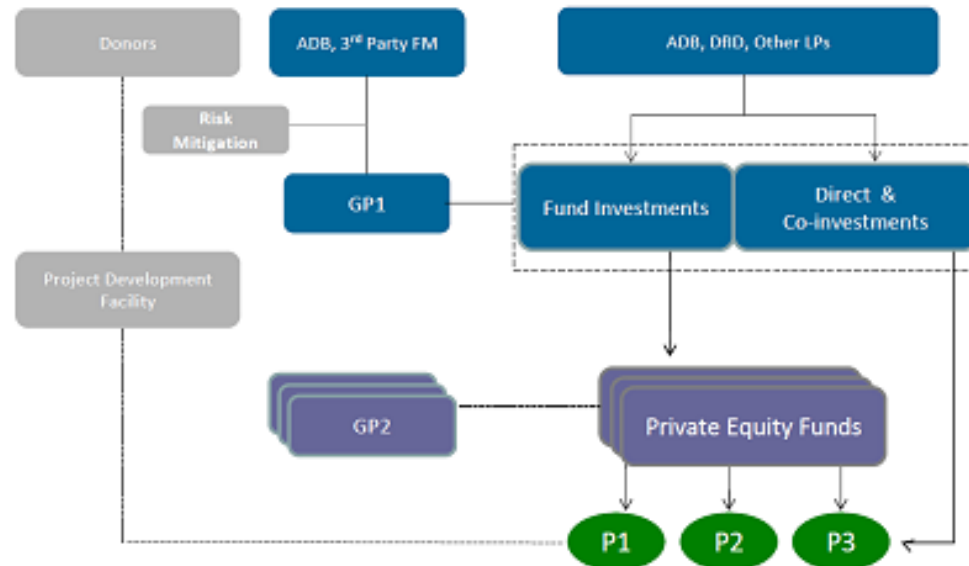 Donors
ADB, 3rd Party FM
ADB, DBD, Other LPs
Risk
Mitigation
GP1
Fund Investments
Direct &
Co-investments
Project Development
Facility
GP2
Private Equity Funds
P1
P2
P3